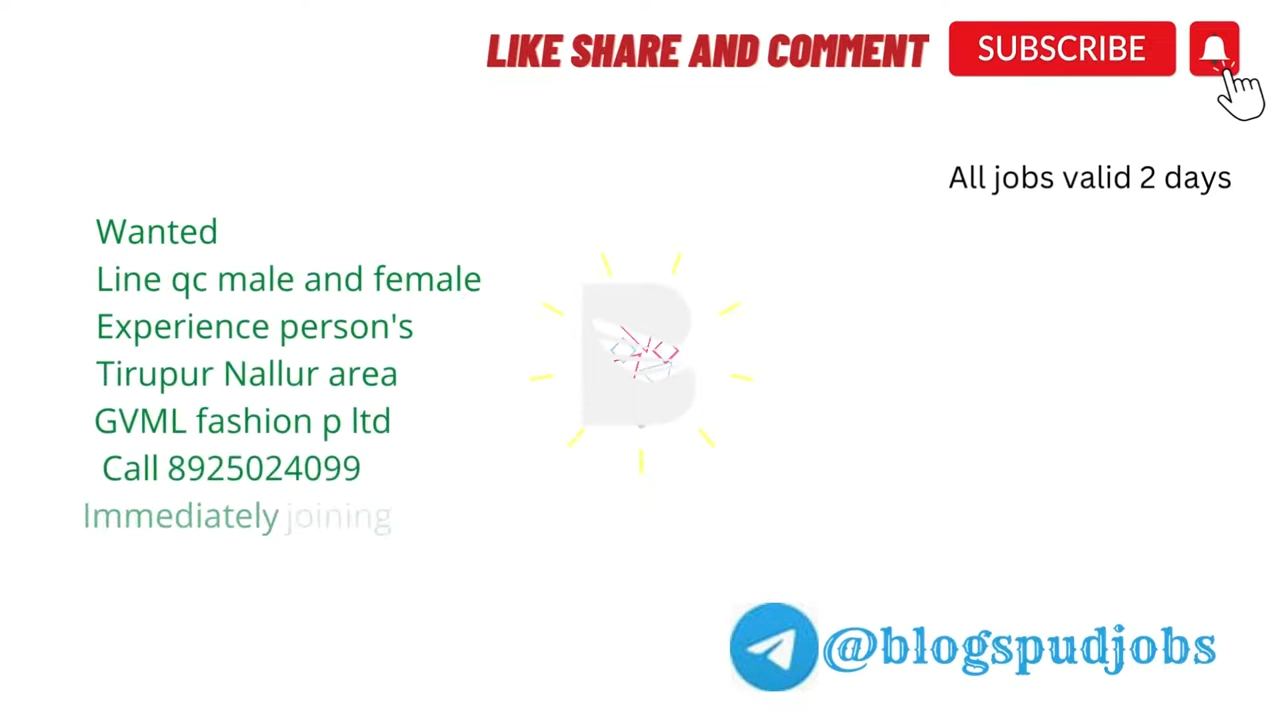 LIKE SHARE AND COMMENT
SUBSCRIBE
All jobs valid 2 days
Wanted
Line qc male and female
Experience person's
Tirupur Nallur area
GVML fashion p ltd
Call 8925024099
Immediately joining
@blogspudjobs